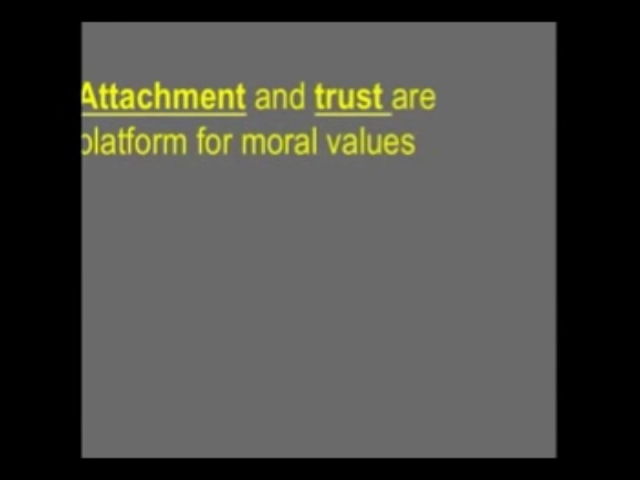 Attachment and trust are
platform for moral values